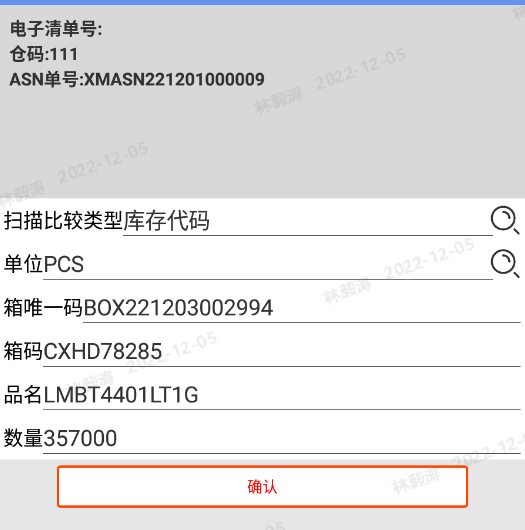 电子清单号:
仓码:111
ASN单号:XMASN221201000009
林毅涛 2022-12-05
2022-12-05
林毅涛
扫描比较类型库存代码
单位PCS
林毅涛 2022-12-05
箱唯一码BOX221203002994
箱码CXHD78285
林毅涛 2022-12-05
品名LMBT4401LT1G
数量357000
林毅涛
确认